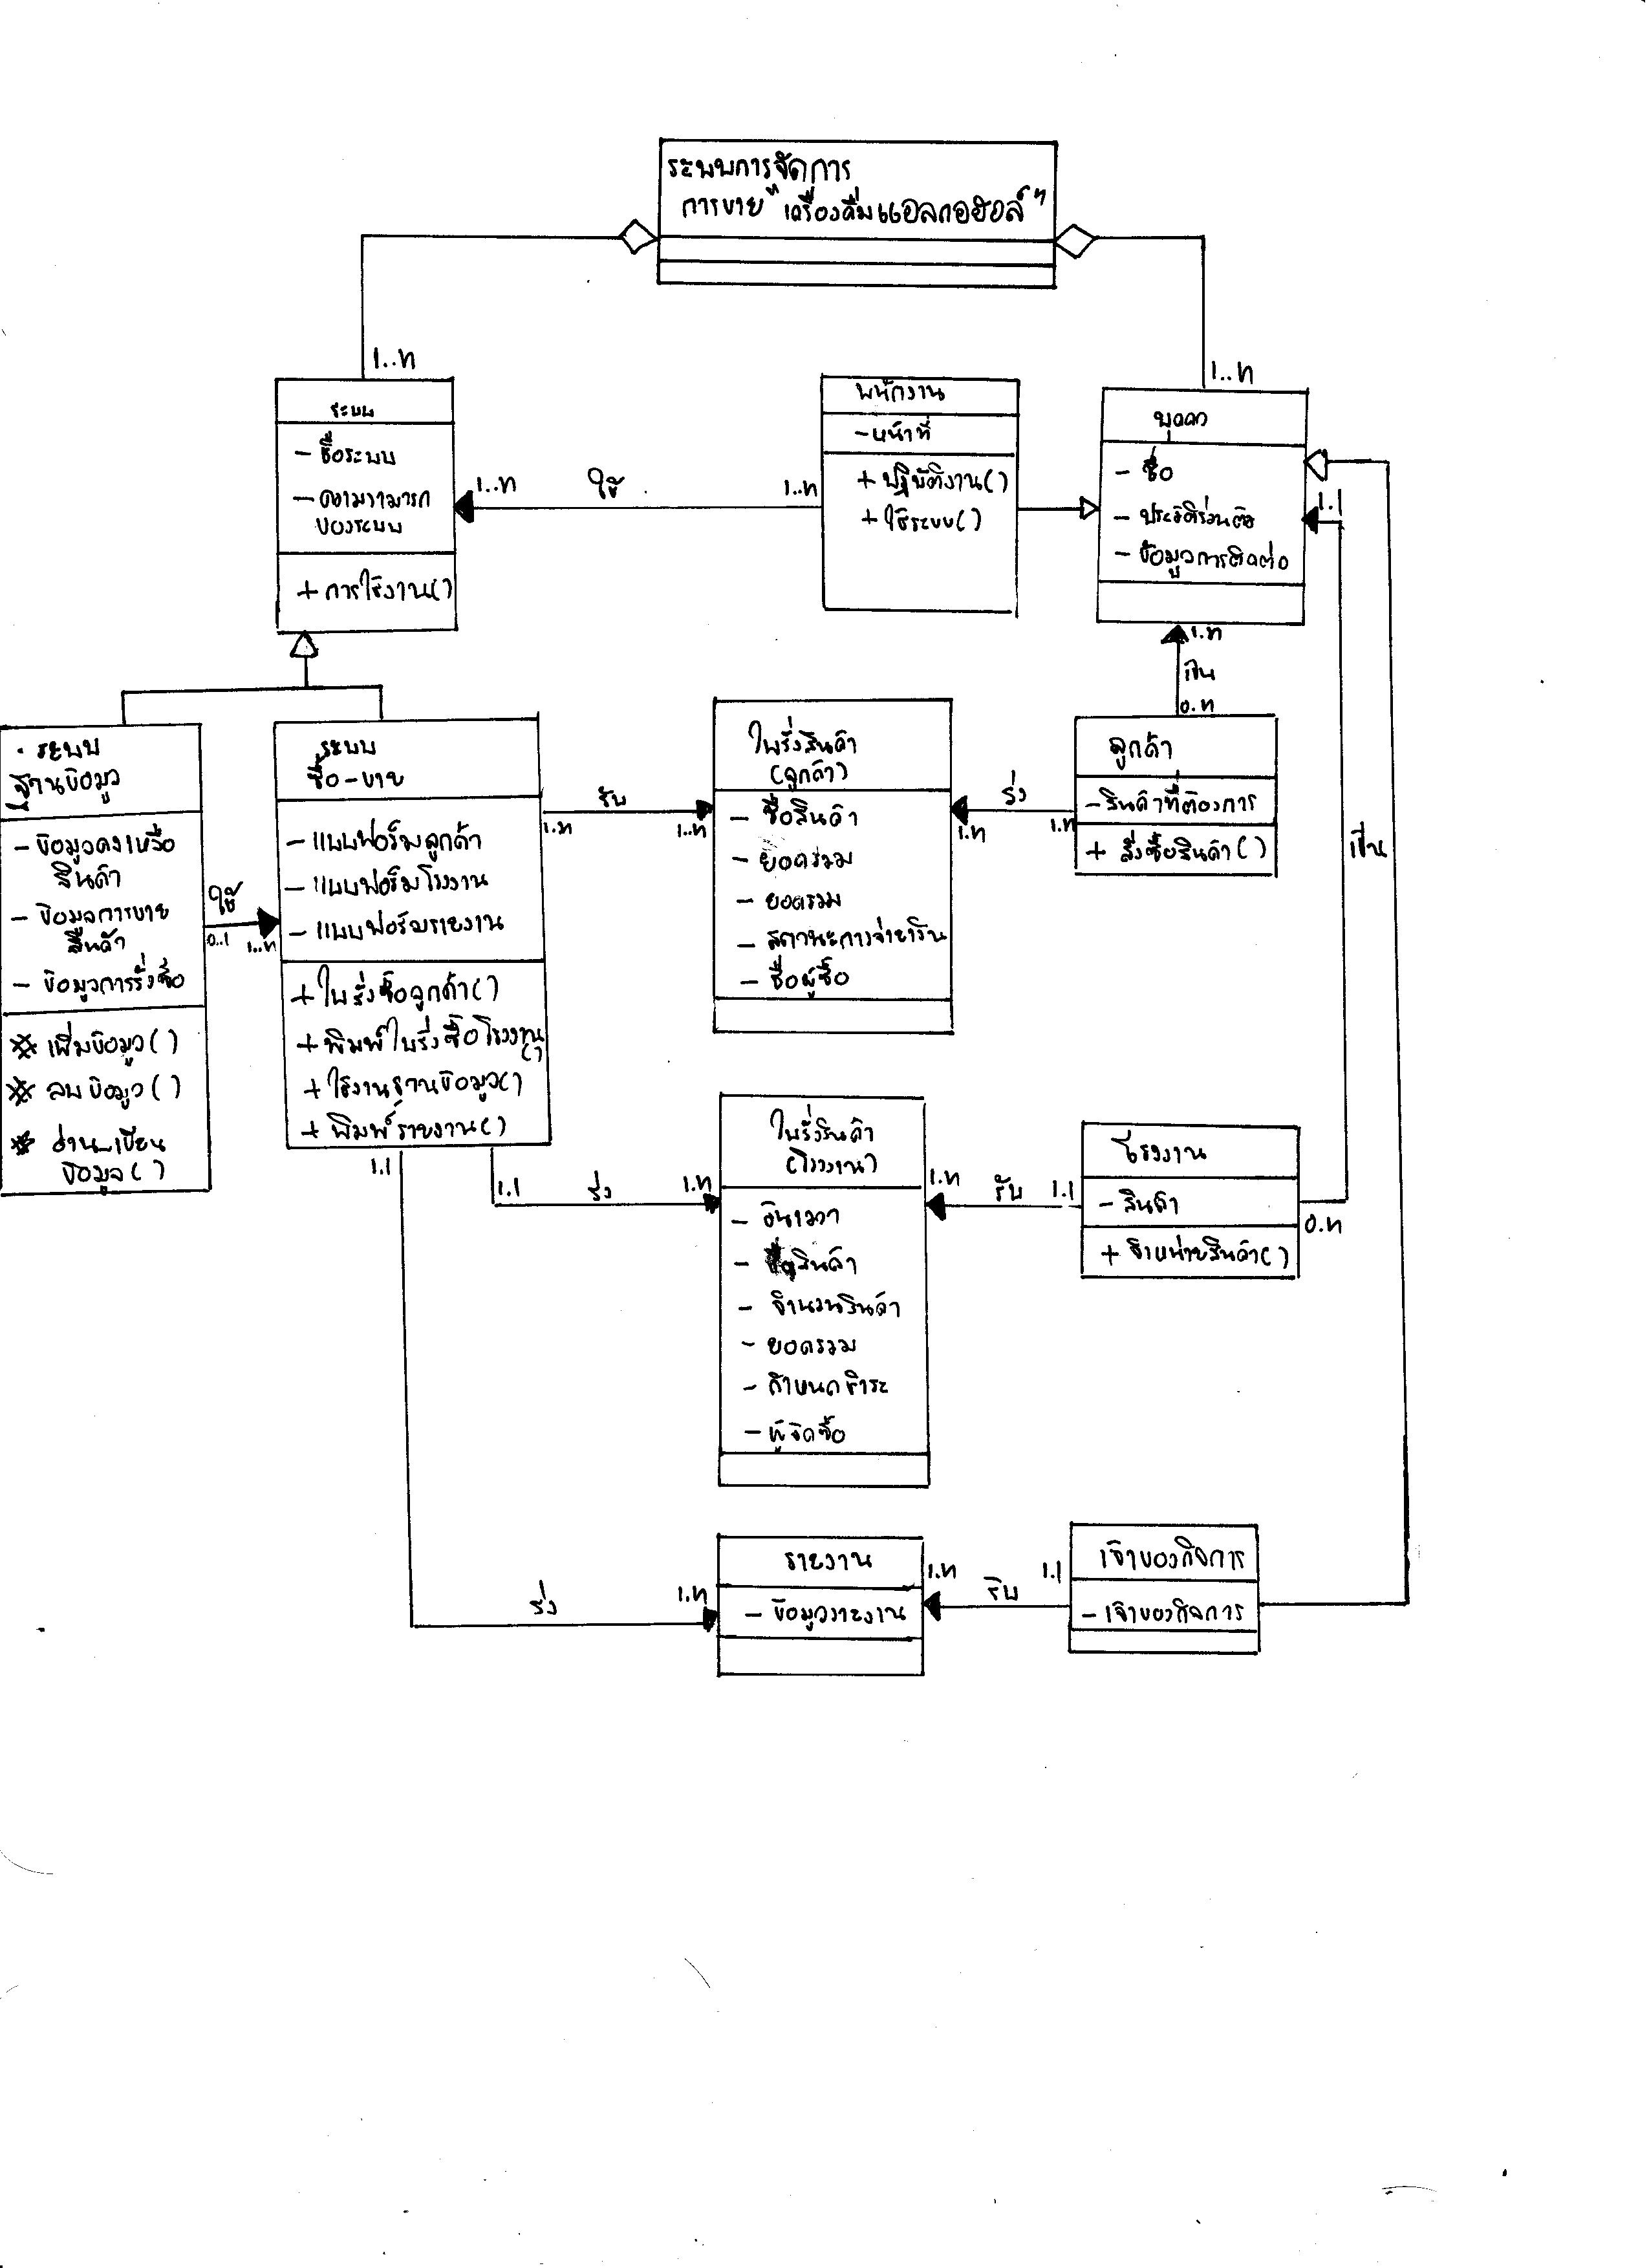 ระบบการจัดการ
การขาย "เครื่องดื่มแอลกอฮอล์"
1..n
1..n
ระบบ
- ชื่อระบบ
- ความสามารถ
ของระบบ
+ การใช้งาน()
1..n
ใช้
1..n
พนักงาน
- หน้าที่
+ ปฏิบัติงาน()
+ ใช้ระบบ()
บุคคล
- ชื่อ
- ประวัติส่วนตัว
- ข้อมูลการติดต่อ
1.1
1.n
เป็น
0.n
ระบบ
ฐานข้อมูล
- ข้อมูลคงเหลือ
สินค้า
- ข้อมูลการขาย
สินค้า
- ข้อมูลการสั่งซื้อ
※ เพิ่มข้อมูล()
※ ลบข้อมูล()
※ อ่าน_เขียน
ข้อมูล()
ใช้
0..1
1..n
ระบบ
ซื้อ-ขาย
- แบบฟอร์มลูกค้า
- แบบฟอร์มโรงงาน
- แบบฟอร์มรายงาน
+ ใบสั่งซื้อลูกค้า()
+ พิมพ์ใบสั่งซื้อโรงงาน
()
+ ใช้งานฐานข้อมูล()
+ พิมพ์รายงาน()
รับ
1.n
1..n
ใบสั่งสินค้า
(ลูกค้า)
- ชื่อสินค้า
- ยอดรวม
- ยอดรวม
- สถานะการจ่ายเงิน
- ชื่อผู้ซื้อ
สั่ง
1.n
1.n
ลูกค้า
- สินค้าที่ต้องการ
+ สั่งซื้อสินค้า()
เป็น
1.1
1.1
สั่ง
1.n
ใบสั่งสินค้า
(โรงงาน)
- วันเวลา
- ชื่อสินค้า
- จำนวนสินค้า
- ยอดรวม
- กำหนดชำระ
- ผู้จัดซื้อ
1.n
รับ
1.1
โรงงาน
- สินค้า
+ จำหน่ายสินค้า()
0.n
สั่ง
1.n
รายงาน
- ข้อมูลรายงาน
1.n
รับ
1.1
เจ้าของกิจการ
- เจ้าของกิจการ